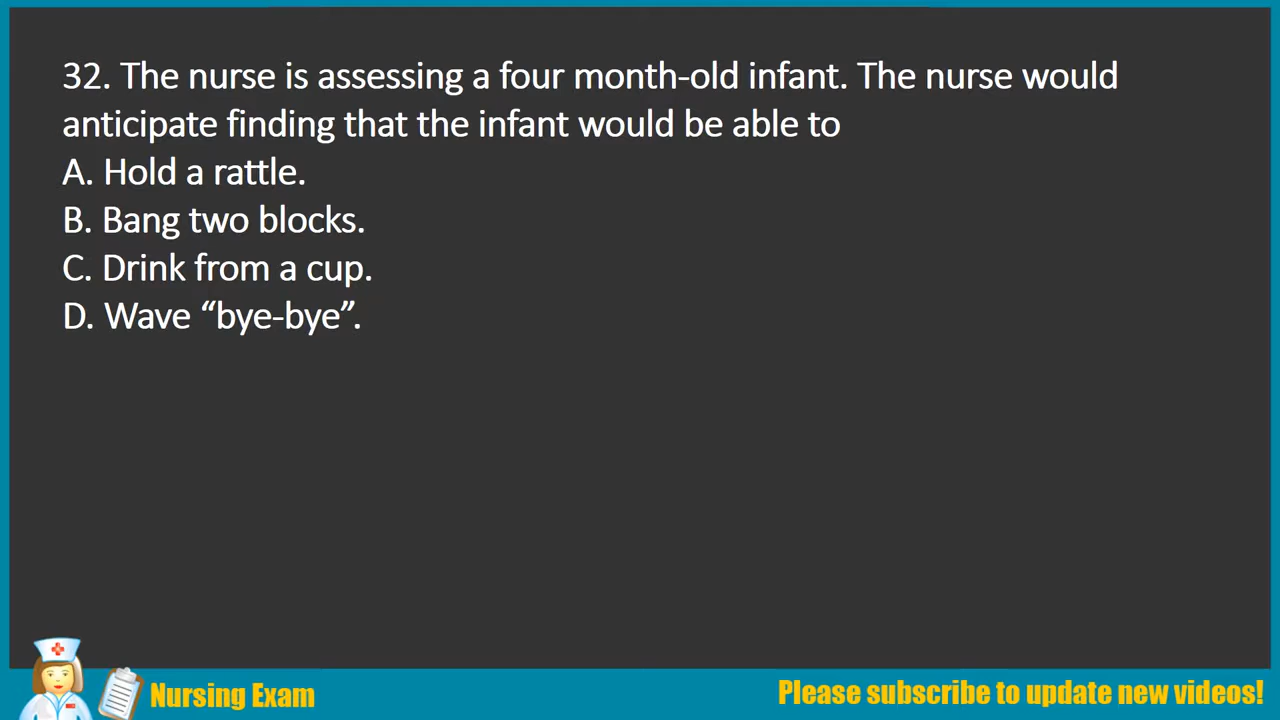 32. The nurse is assessing a four month-old infant. The nurse would
anticipate finding that the infant would be able to
A. Hold a rattle.
B. Bang two blocks.
C. Drink from a cup.
D. Wave “bye-bye”.
Nursing Exam
Please subscribe to update new videos!